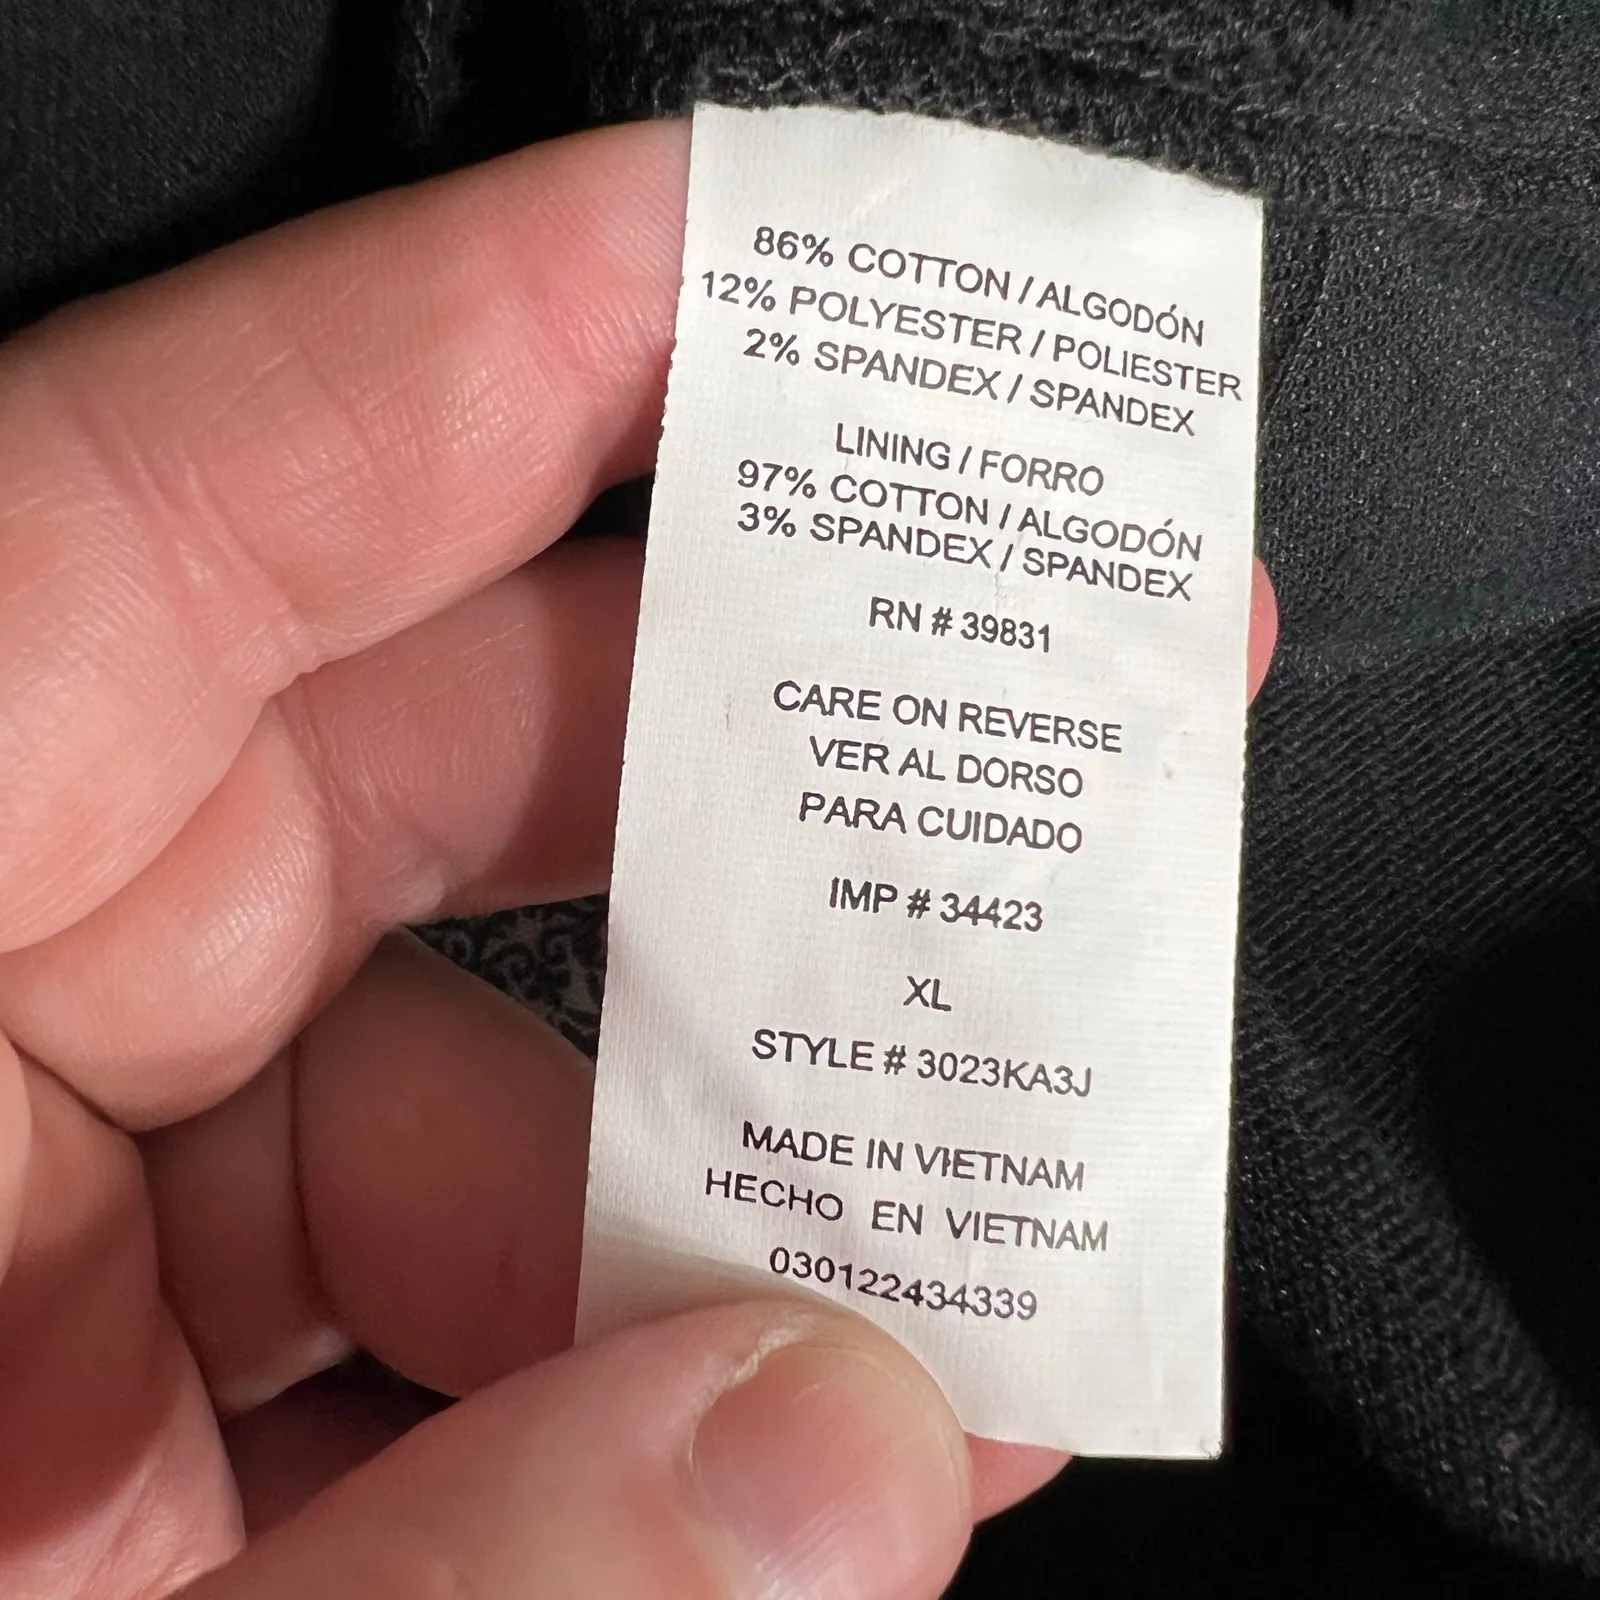 86% COTTON / ALGODÓN
12% POLYESTER / POLIESTER
2% SPANDEX / SPANDEX
LINING / FORRO
97% COTTON / ALGODÓN
3% SPANDEX / SPANDEX
RN # 39831
CARE ON REVERSE
VER AL DORSO
PARA CUIDADO
IMP # 34423
XL
STYLE # 3023KA3J
MADE IN VIETNAM
HECHO EN VIETNAM
030122434339